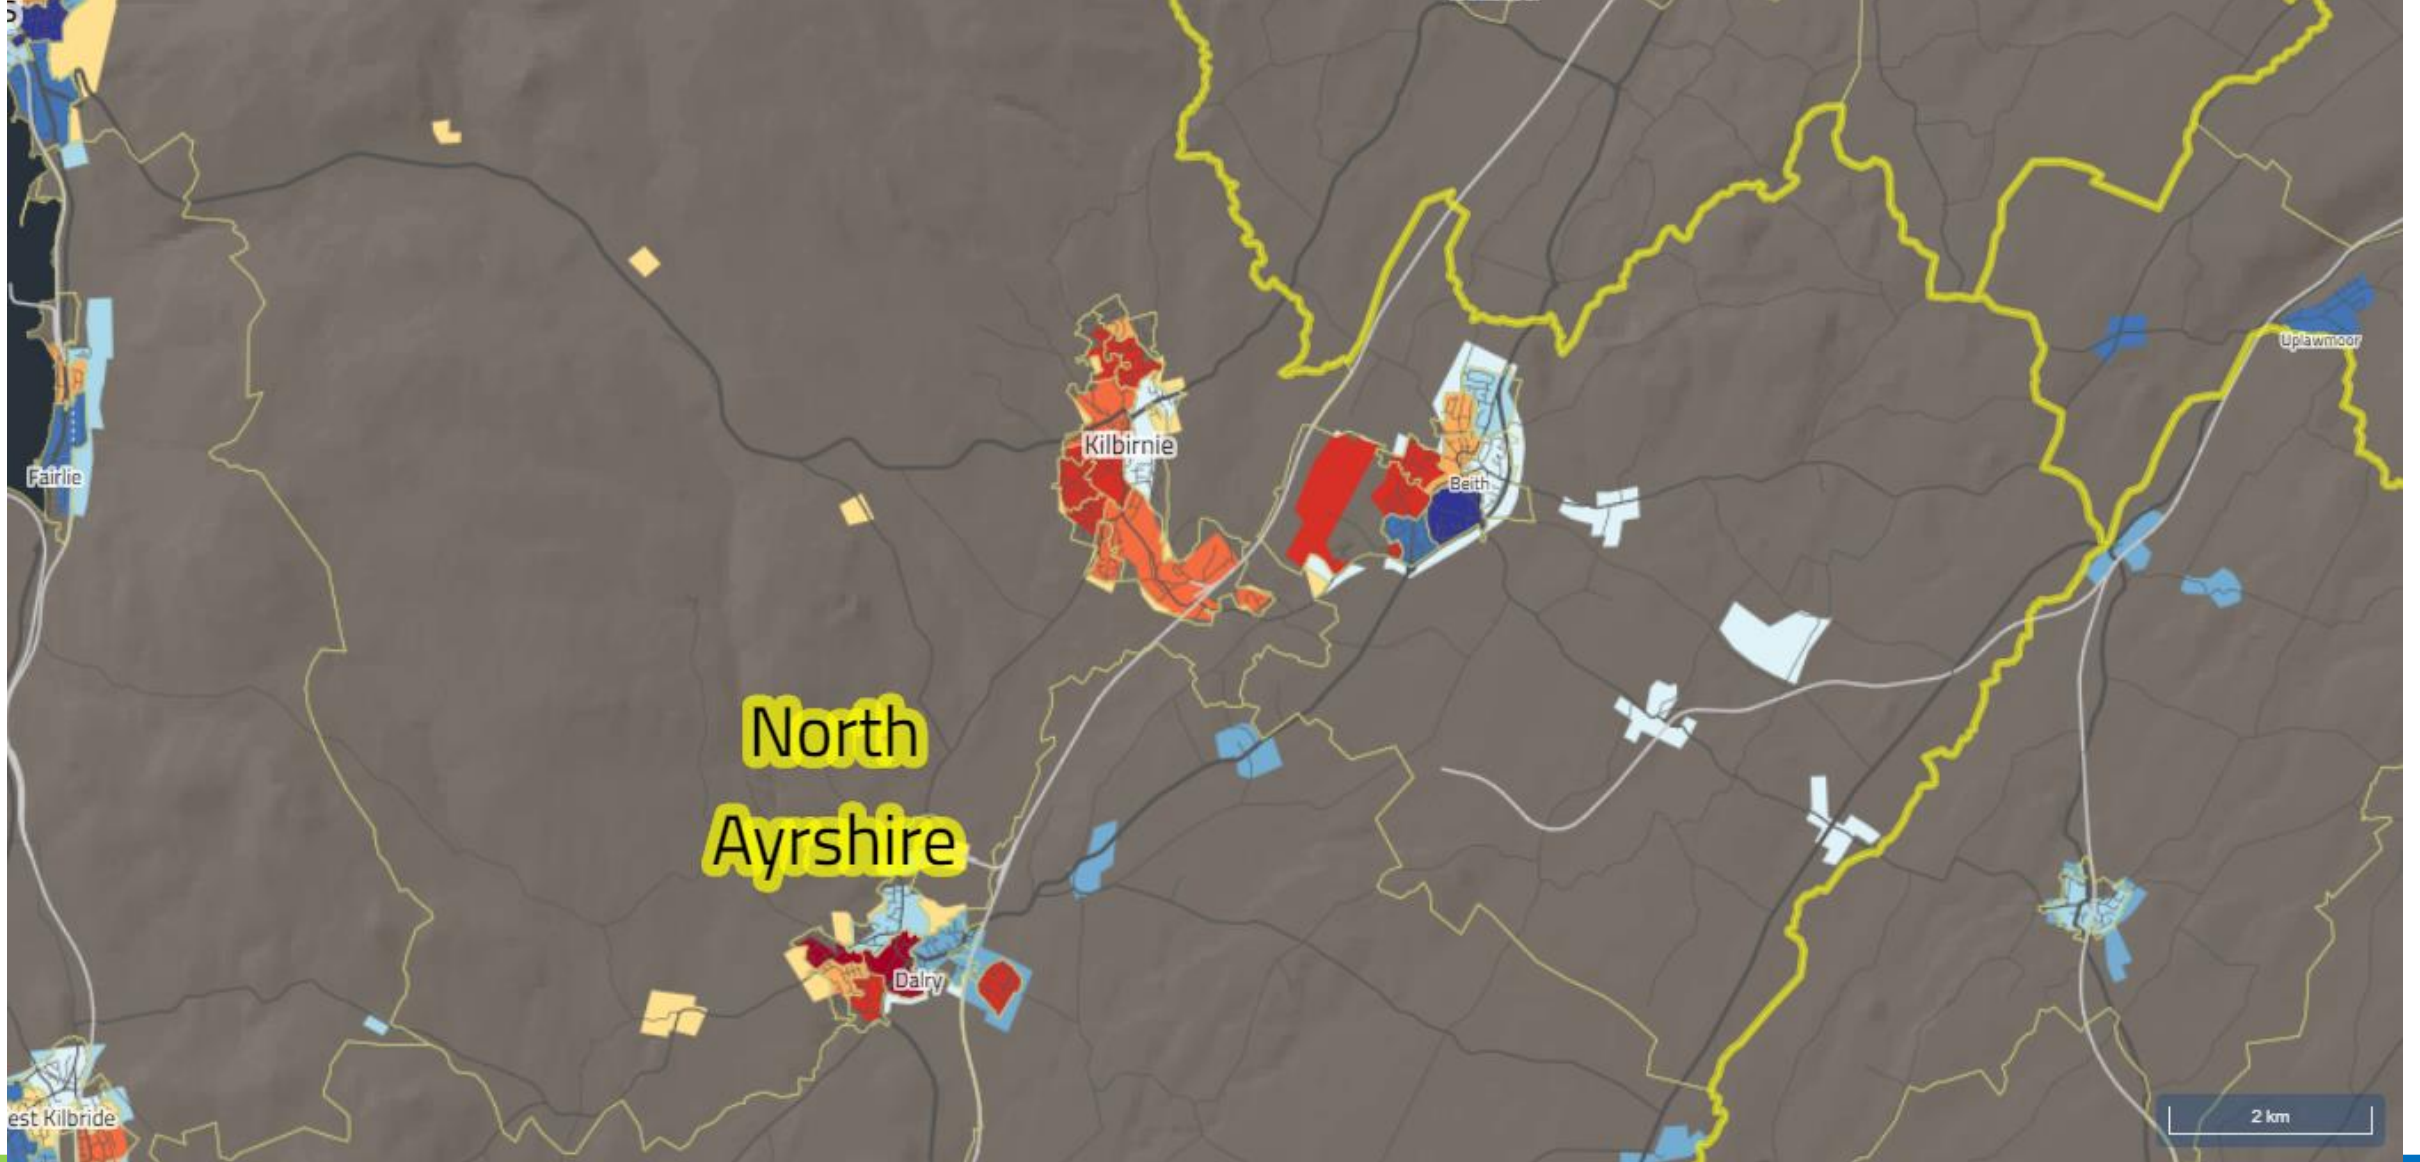 Kilbirnie
Uplawmoor
Fairlie
Beith
North
Ayrshire
Dalry
est Kilbride
2 km